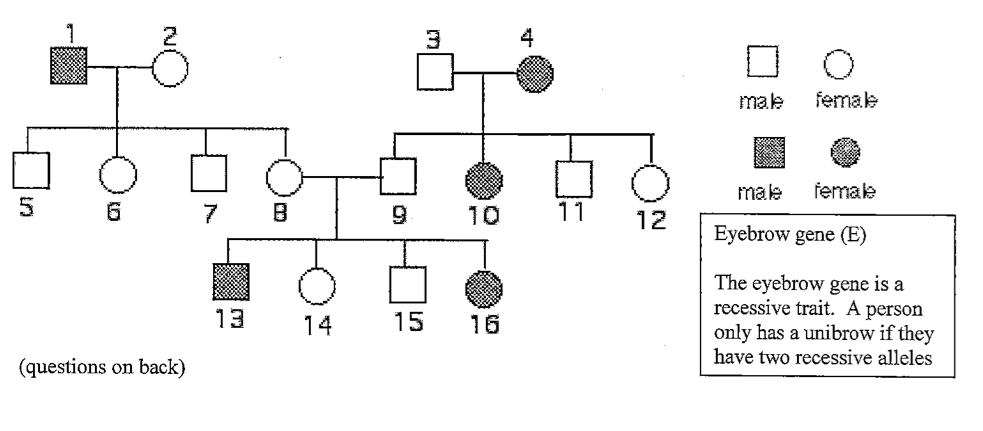 1 2 3 4
male female
male female
5 6 7 8 9 10 11 12
Eyebrow gene (E)
The eyebrow gene is a
recessive trait. A person
only has a unibrow if they
have two recessive alleles
13 14 15 16
(questions on back)